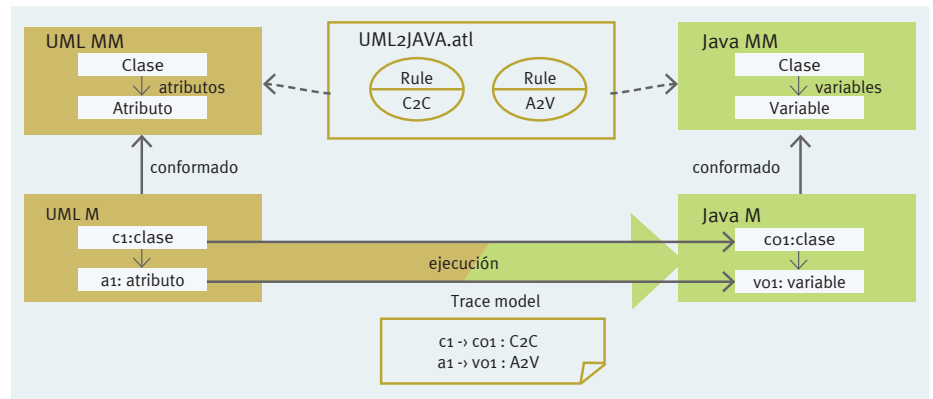 UML MM
Clase
atributos
Atributo
UML2JAVA.atl
Rule
C2C
Rule
A2V
Java MM
Clase
variables
Variable
conformado
conformado
UML M
c1:clase
a1: atributo
ejecución
Java M
co1:clase
vo1: variable
Trace model
c1 -> co1 : C2C
a1 -> vo1 : A2V